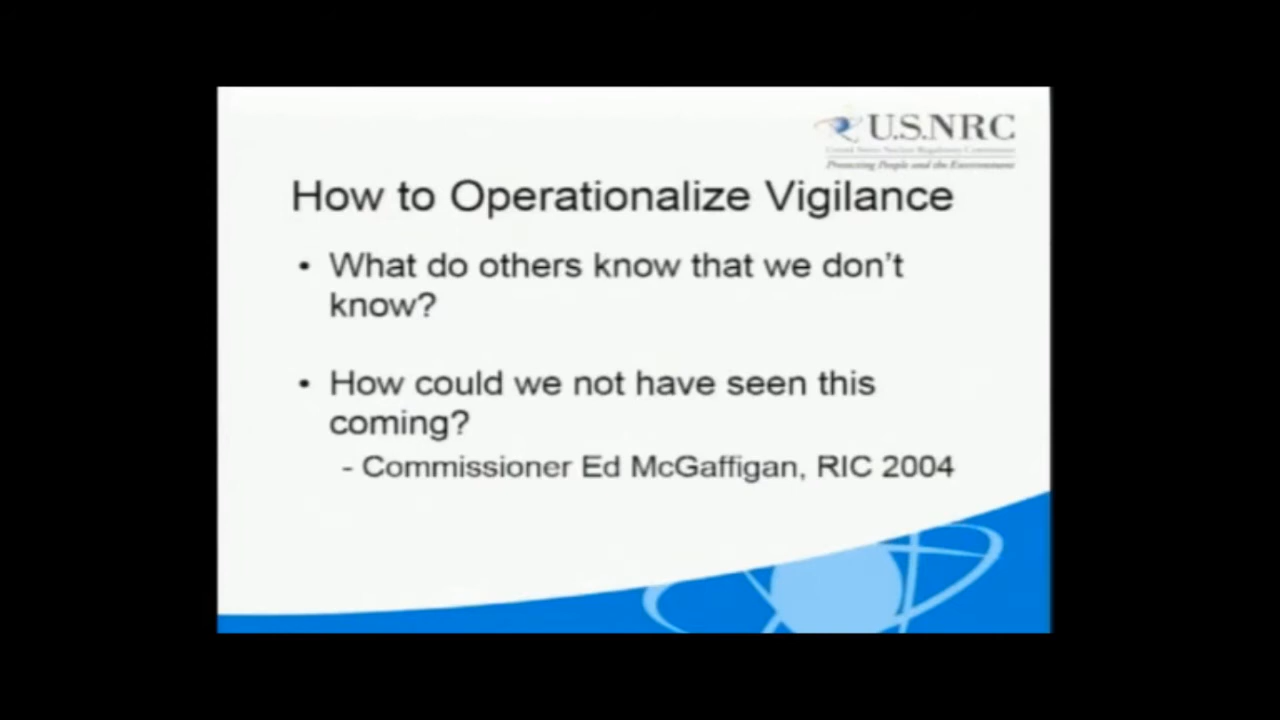 U.S.NRC
United States Nuclear Regulatory Commission
Protecting People and the Environment
How to Operationalize Vigilance
• What do others know that we don't
know?
• How could we not have seen this
coming?
- Commissioner Ed McGaffigan, RIC 2004